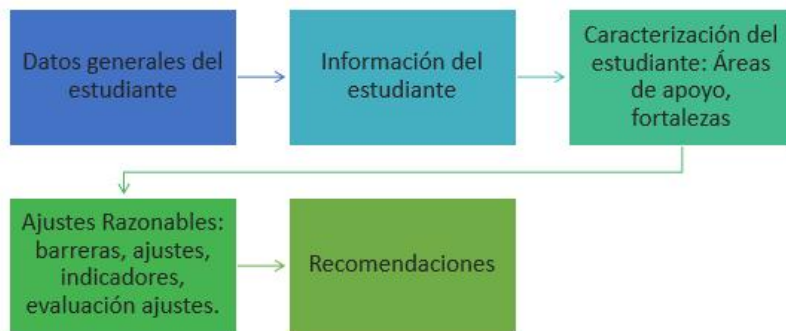 Datos generales del
estudiante
Información del
estudiante
Caracterización del
estudiante: Áreas
de apoyo,
fortalezas
Ajustes Razonables:
barreras, ajustes,
indicadores,
evaluación ajustes.
Recomendaciones